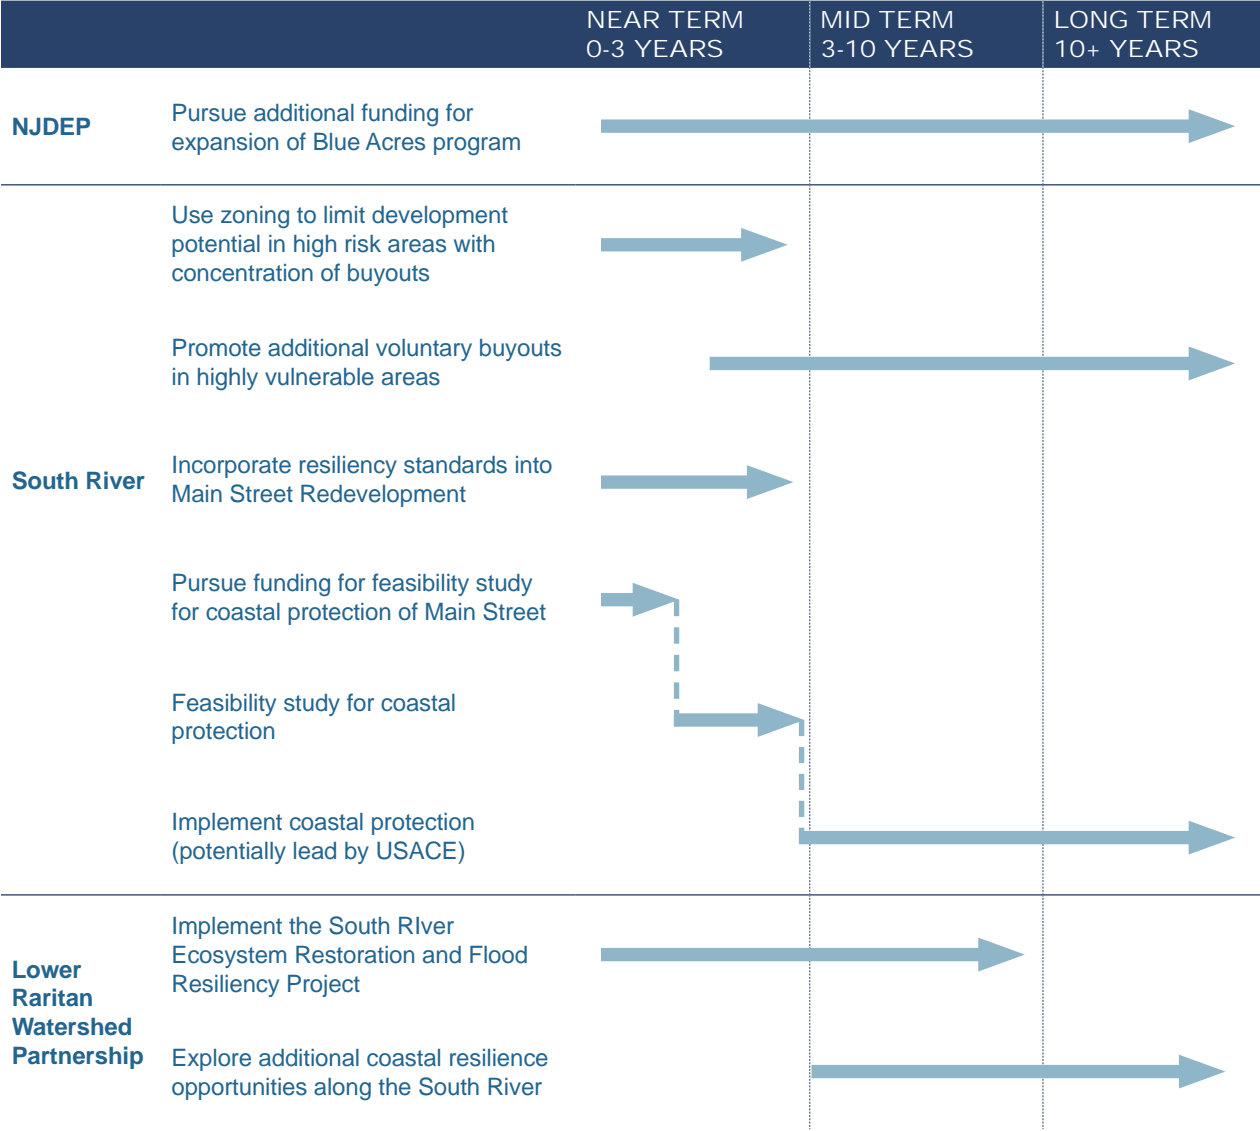 NEAR TERM
0-3 YEARS
MID TERM
3-10 YEARS
LONG TERM
10+ YEARS
NJDEP
Pursue additional funding for
expansion of Blue Acres program
South River
Use zoning to limit development
potential in high risk areas with
concentration of buyouts
Promote additional voluntary buyouts
in highly vulnerable areas
Incorporate resiliency standards into
Main Street Redevelopment
Pursue funding for feasibility study
for coastal protection of Main Street
Feasibility study for coastal
protection
Implement coastal protection
(potentially lead by USACE)
Lower
Raritan
Watershed
Partnership
Implement the South RIver
Ecosystem Restoration and Flood
Resiliency Project
Explore additional coastal resilience
opportunities along the South River